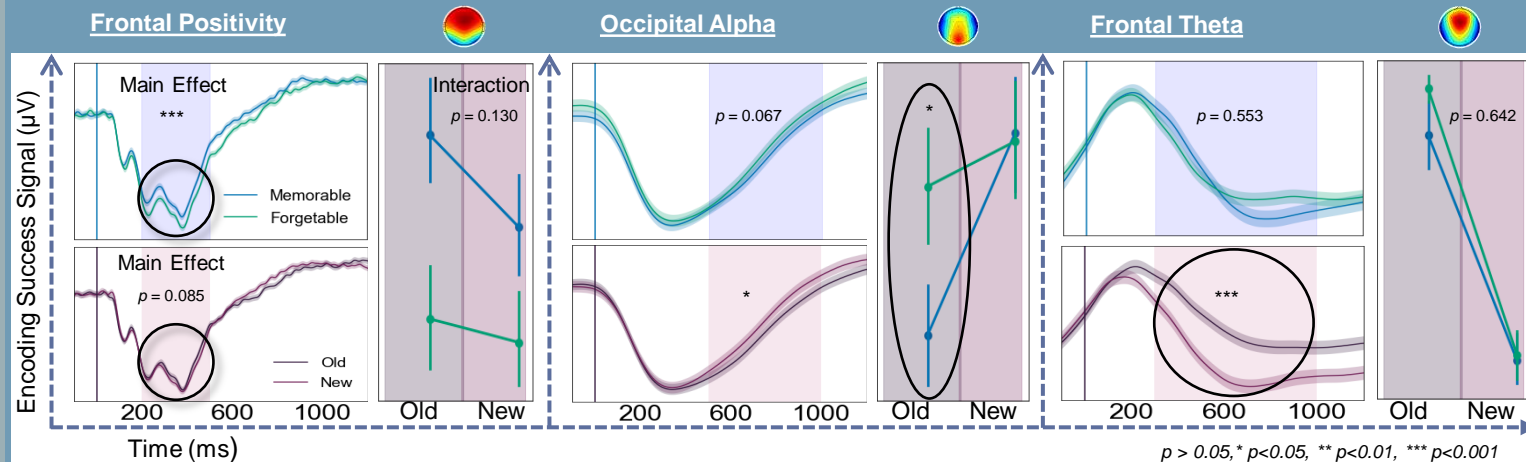 Frontal Positivity
Occipital Alpha
Frontal Theta
Encoding Success Signal (µV)
Main Effect
***
Memorable
Forgetable
Main Effect
p = 0.085
Old
New
200 600 1000
Interaction
p = 0.130
Old New
p = 0.067
*
200 600 1000
*
Old New
p = 0.553
***
200 600 1000
p = 0.642
Old New
Time (ms)
p > 0.05,* p<0.05, ** p<0.01, *** p<0.001